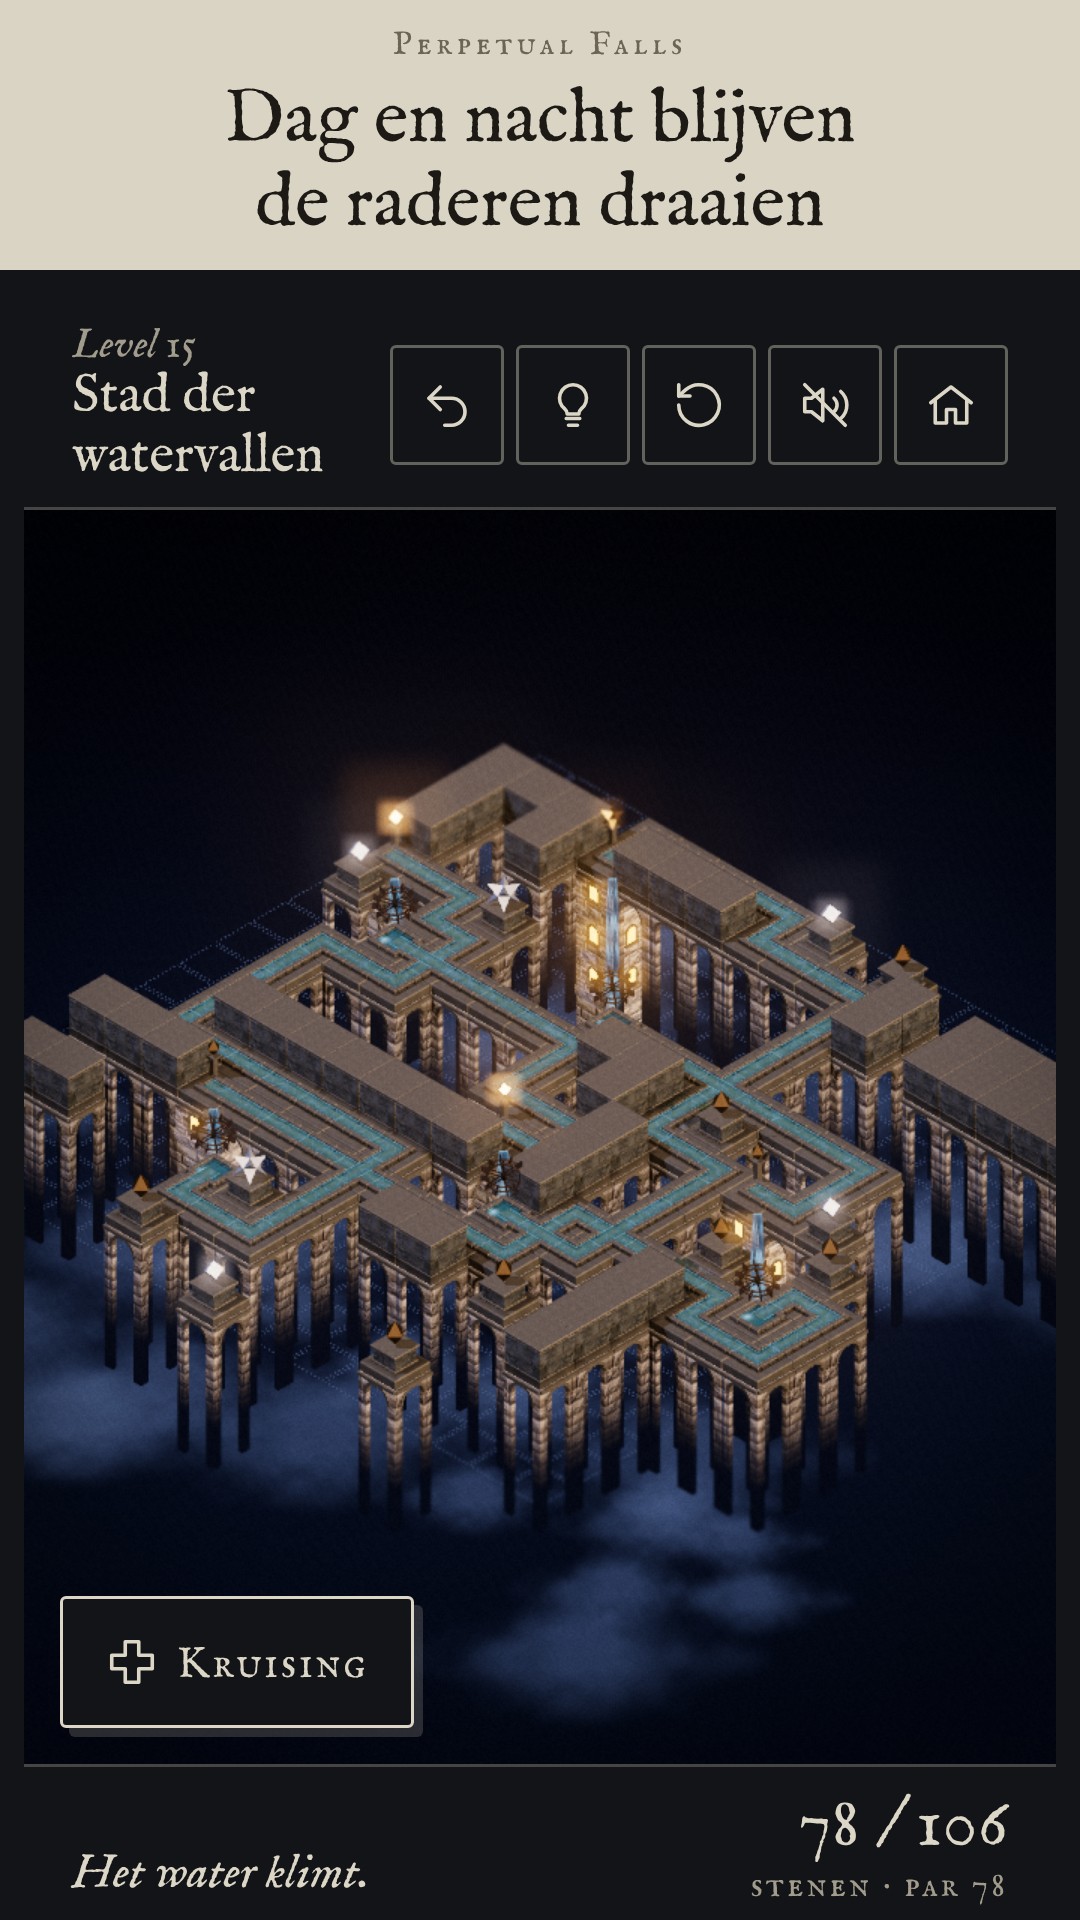 Perpetual Falls
Dag en nacht blijven
de raderen draaien
Level 15
Stad der
watervallen
Kruising
78 / 106
Het water klimt.
STENEN · PAR 78